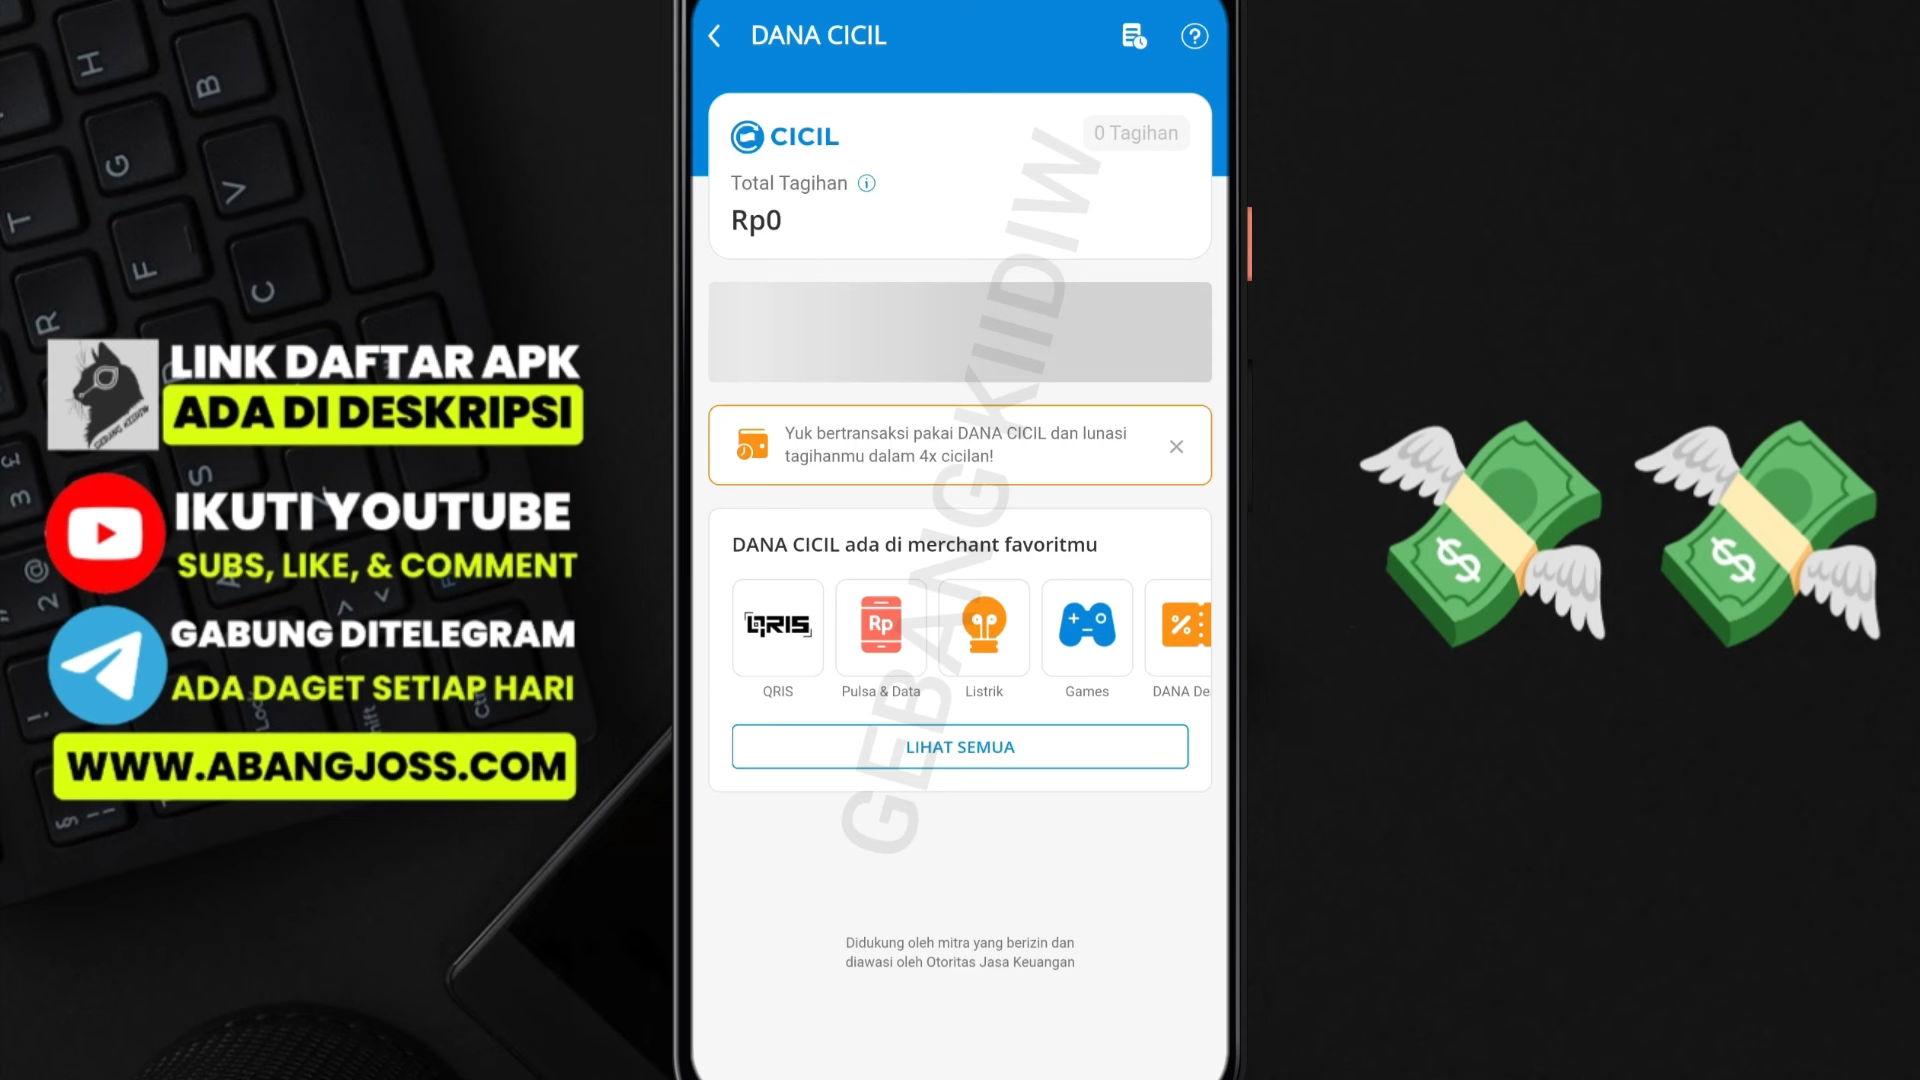 LINK DAFTAR APK
ADA DI DESKRIPSI
IKUTI YOUTUBE
SUBS, LIKE, & COMMENT
GABUNG DITELEGRAM
ADA DAGET SETIAP HARI
WWW.ABANGJOSS.COM
DANA CICIL
CICIL
0 Tagihan
Total Tagihan
Rp0
Yuk bertransaksi pakai DANA CICIL dan lunasi
tagihanmu dalam 4x cicilan!
DANA CICIL ada di merchant favoritmu
QRIS
Rp
QRIS
Pulsa & Data
Listrik
Games
DANA De
LIHAT SEMUA
Didukung oleh mitra yang berizin dan
diawasi oleh Otoritas Jasa Keuangan
GEBANG KIIDIW